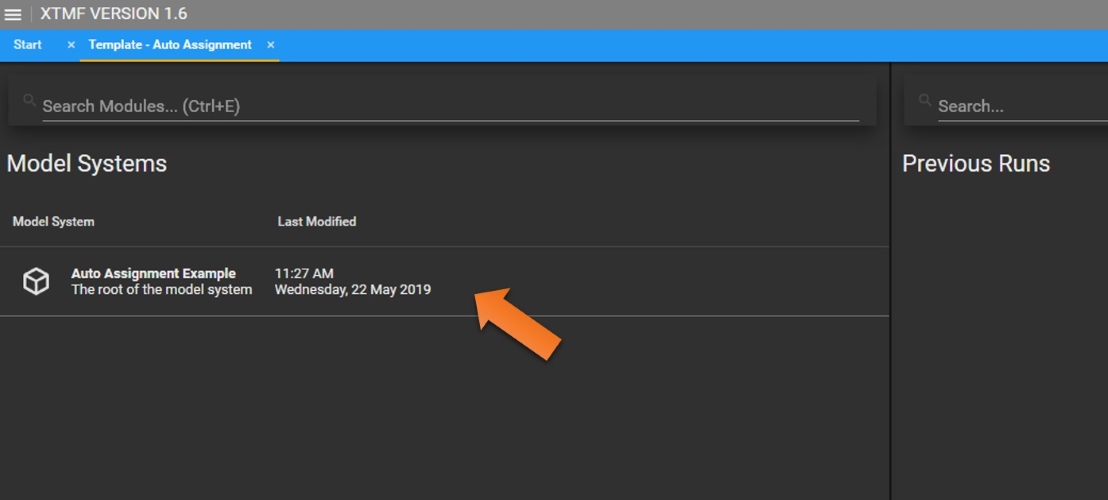 XTMF VERSION 1.6
Start × Template - Auto Assignment ×
Search Modules... (Ctrl+E)
Search...
Model Systems
Previous Runs
Model System Last Modified
Auto Assignment Example 11:27 AM
The root of the model system Wednesday, 22 May 2019